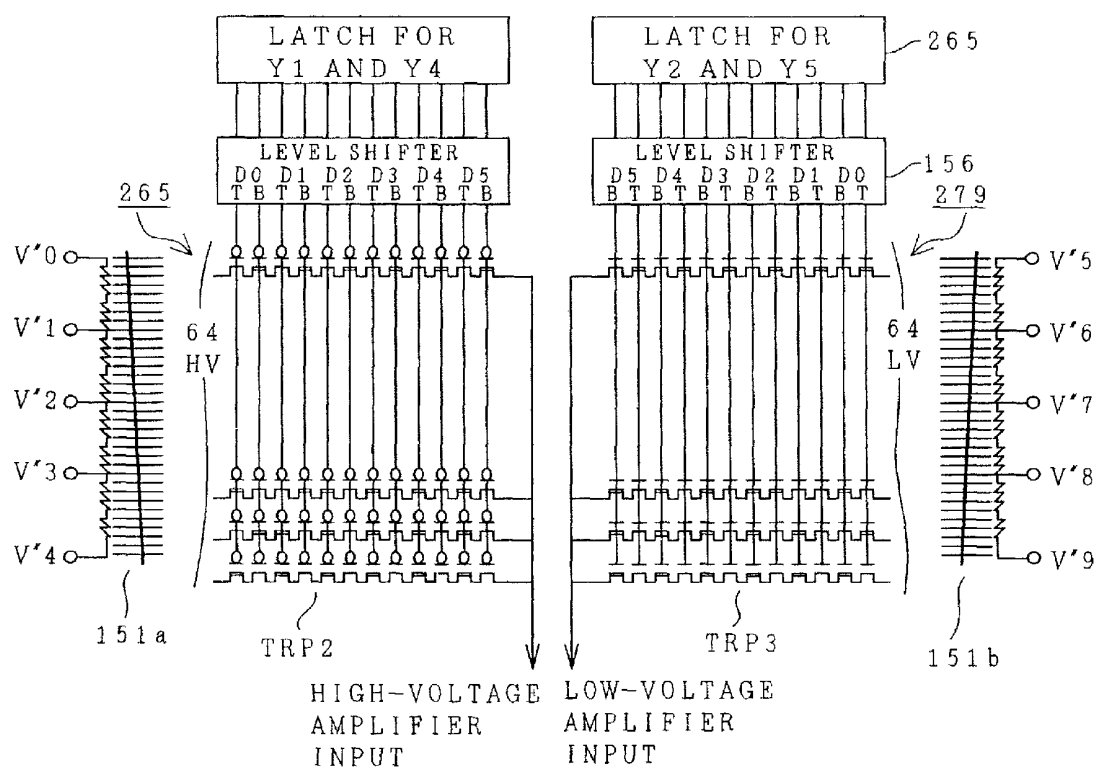 LATCH FOR
Y1 AND Y4
LATCH FOR
Y2 AND Y5
265
LEVEL SHIFTER
D0 D1 D2 D3 D4 D5
T B T B T B T B T B T B
LEVEL SHIFTER
D5 D4 D3 D2 D1 D0
B T B T B T B T B T B T
156
265
279
V"0
V"1
V"2
V"3
V"4
64
HV
64
LV
V"5
V"6
V"7
V"8
V"9
151a
TRP2
TRP3
151b
HIGH-VOLTAGE
AMPLIFIER
INPUT
LOW-VOLTAGE
AMPLIFIER
INPUT